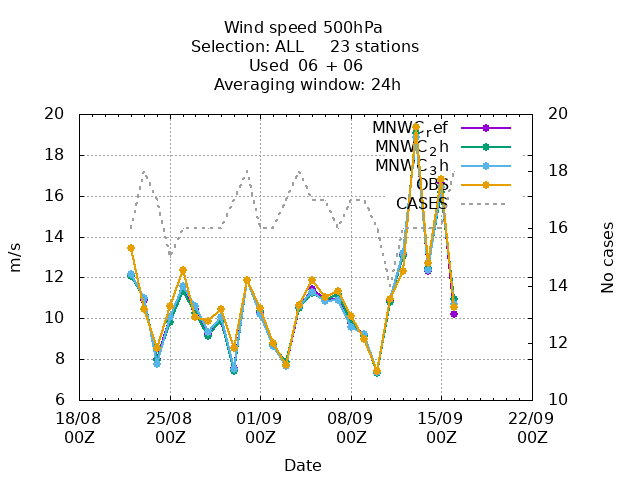 Wind speed 500hPa
Selection: ALL 23 stations
Used 06 + 06
Averaging window: 24h
20 20
MNWC_ref
MNWC_2h
18 18
MNWC_3h
OBS
16
CASES
16
14
14
12
12
10
8
6 10
m/s
No cases
18/08 25/08 01/09 08/09 15/09 22/09
00Z 00Z 00Z 00Z 00Z 00Z
Date